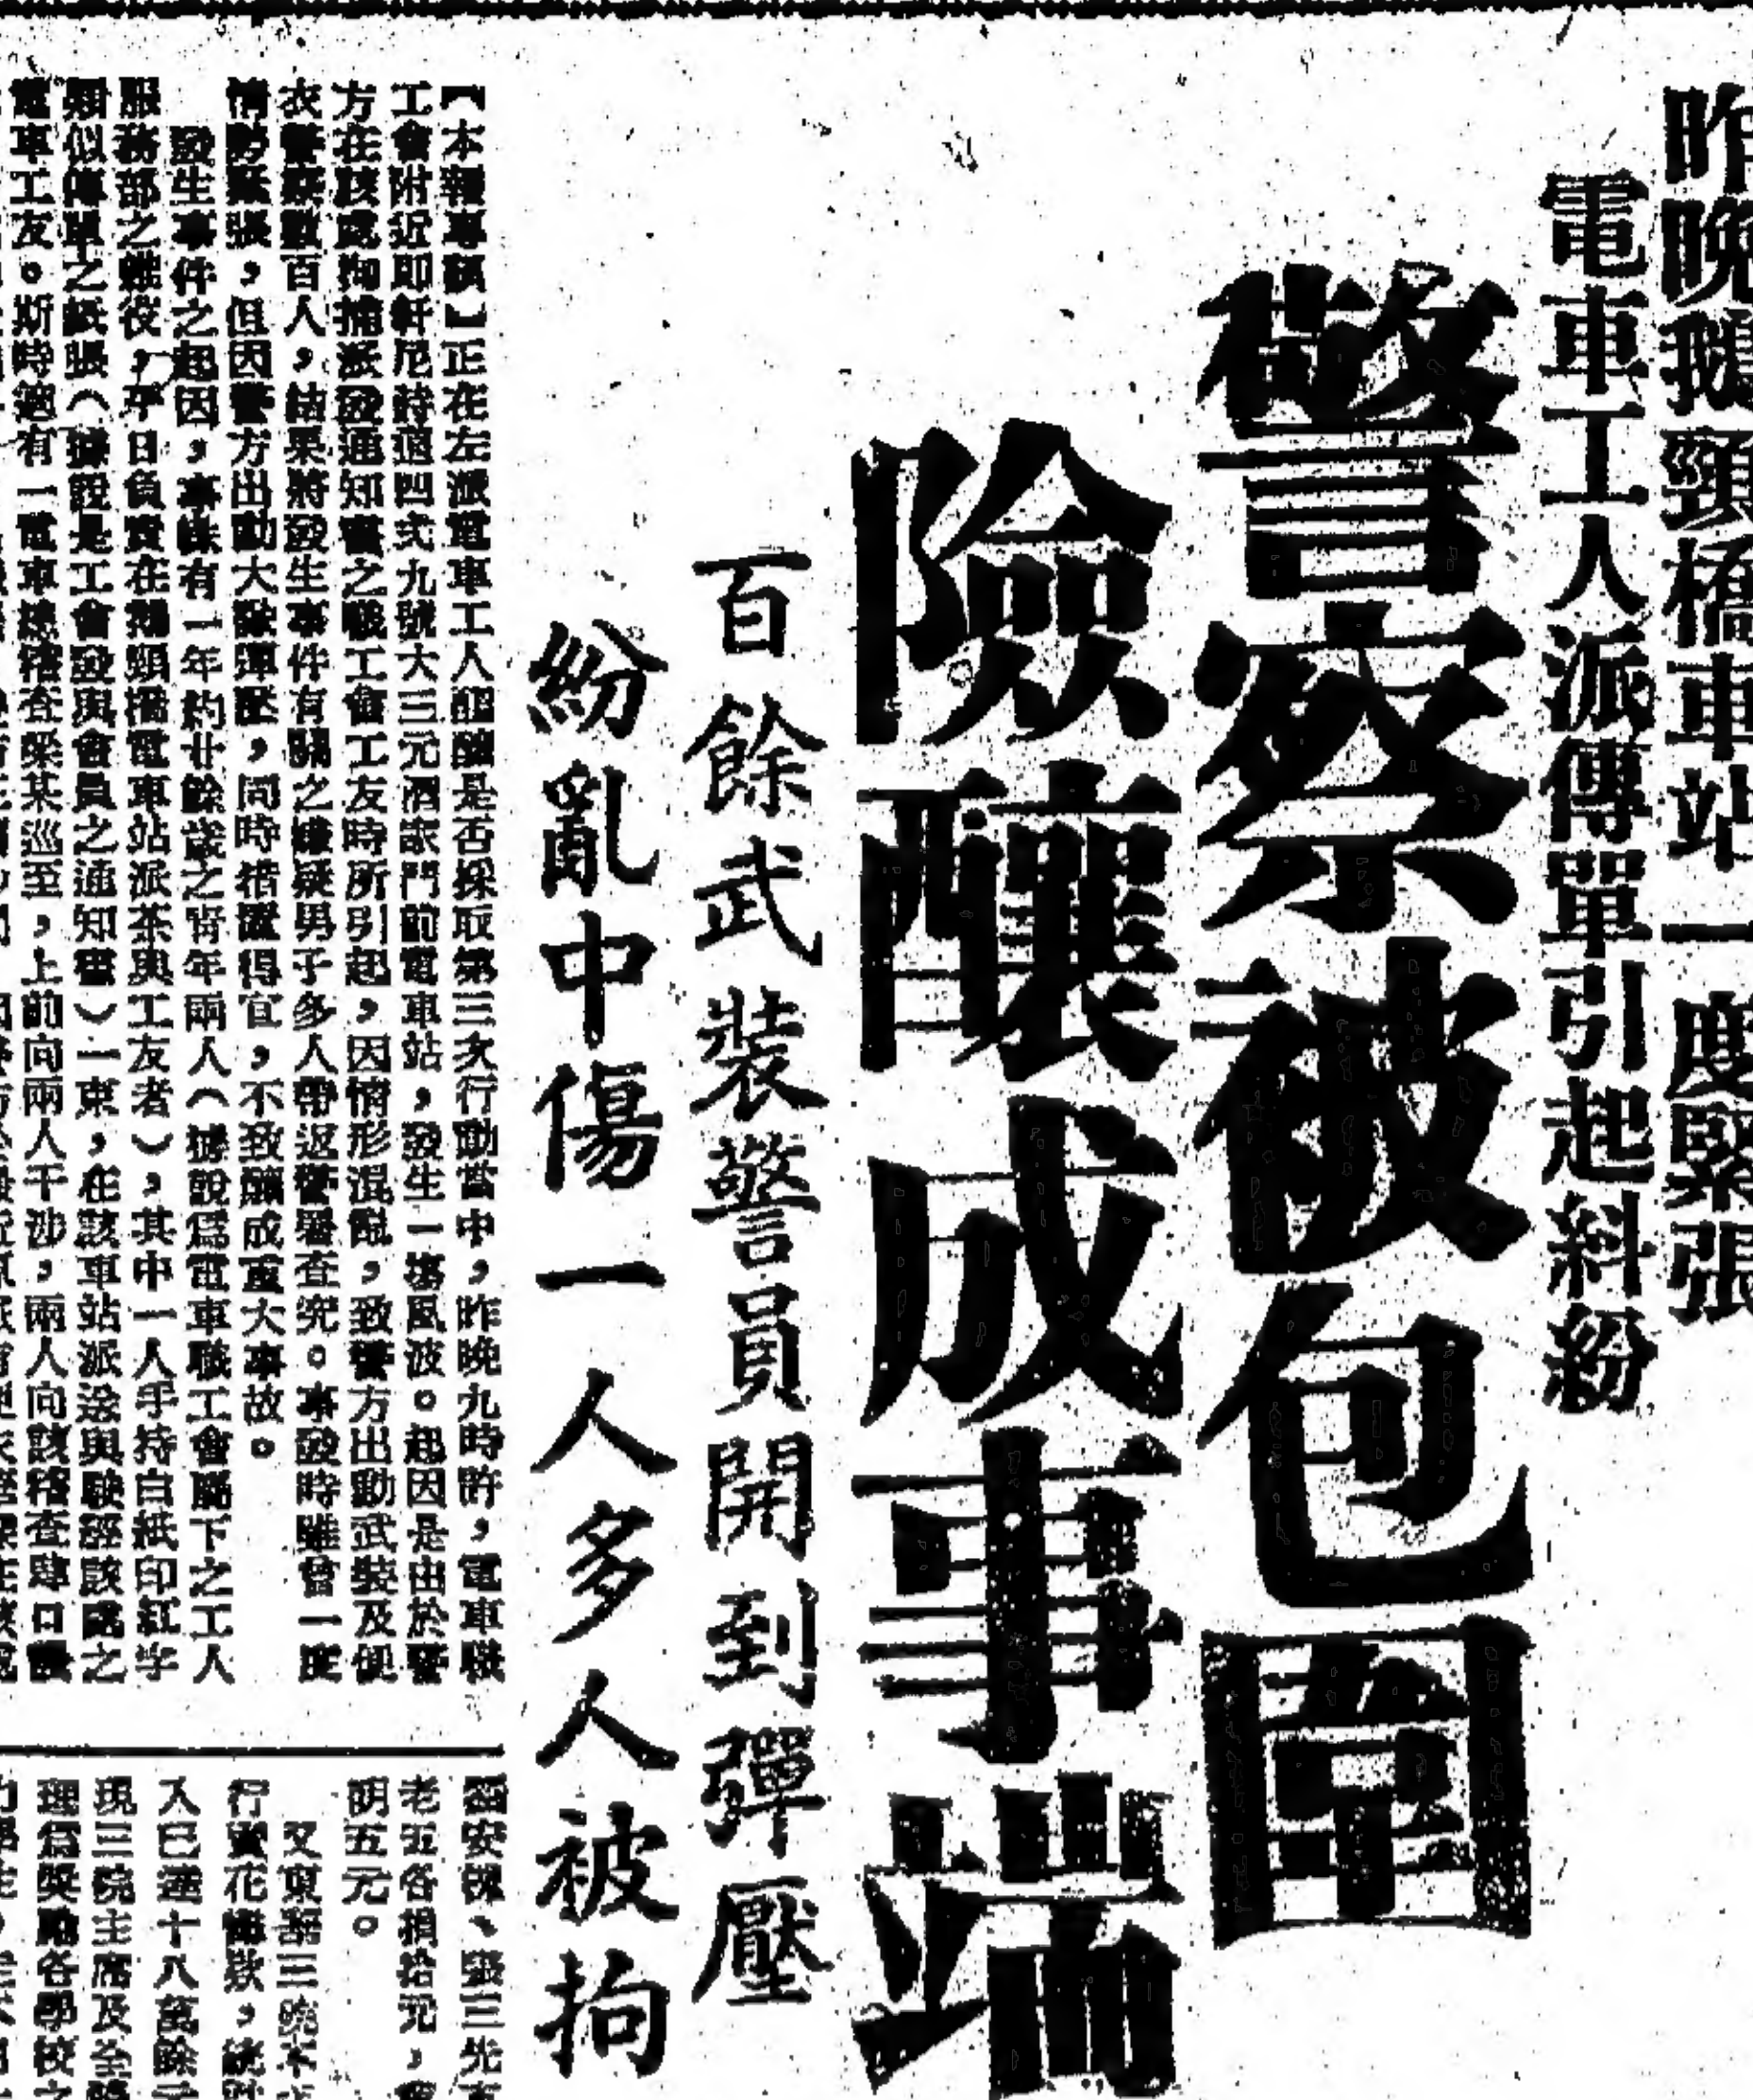 昨晚鵝頸橋車站一度緊張
電車工人派傳單引起糾紛
警察被包圍
險釀成事端
百餘武裝警員開到彈壓
紛亂中傷一人多人被拘
【本報專訊】正在左派電車工人醞釀是否採取第三次行動當中，昨晚九時許，電車職
工會附近即軒尼詩道四式九號大三元酒家門前電車站，發生一塲風波。起因是由於警
方在該處拘捕派發通知書之職工會工友時所引起，因情形混亂，致警方出動武裝及便
衣警察數百人，結果將發生事件有關之嫌疑男子多人帶返警署查究。事發時雖曾一度
情勢緊張，但因警方出動大隊彈壓，同時措置得宜，不致釀成重大事故。
發生事件之起因，事緣有一年約廿餘歲之青年兩人（據說爲電車職工會屬下之工人
服務部之雜役，平日負責在鵝頸橋電車站派茶與工友者），其中一人手持白紙印紅字
類似傳單之紙張（據說是工會發與會員之通知書）一束，在該車站派送與駛經該處之
電車工友。斯時適有一電車總稽查梁某巡至，上前向兩人干涉，兩人向該稽查
老五各捐拾元，
明五元。
又東華三院
行賣花籌欵，
入已達十八萬餘
現三院主席及全
理爲獎勵各學校之